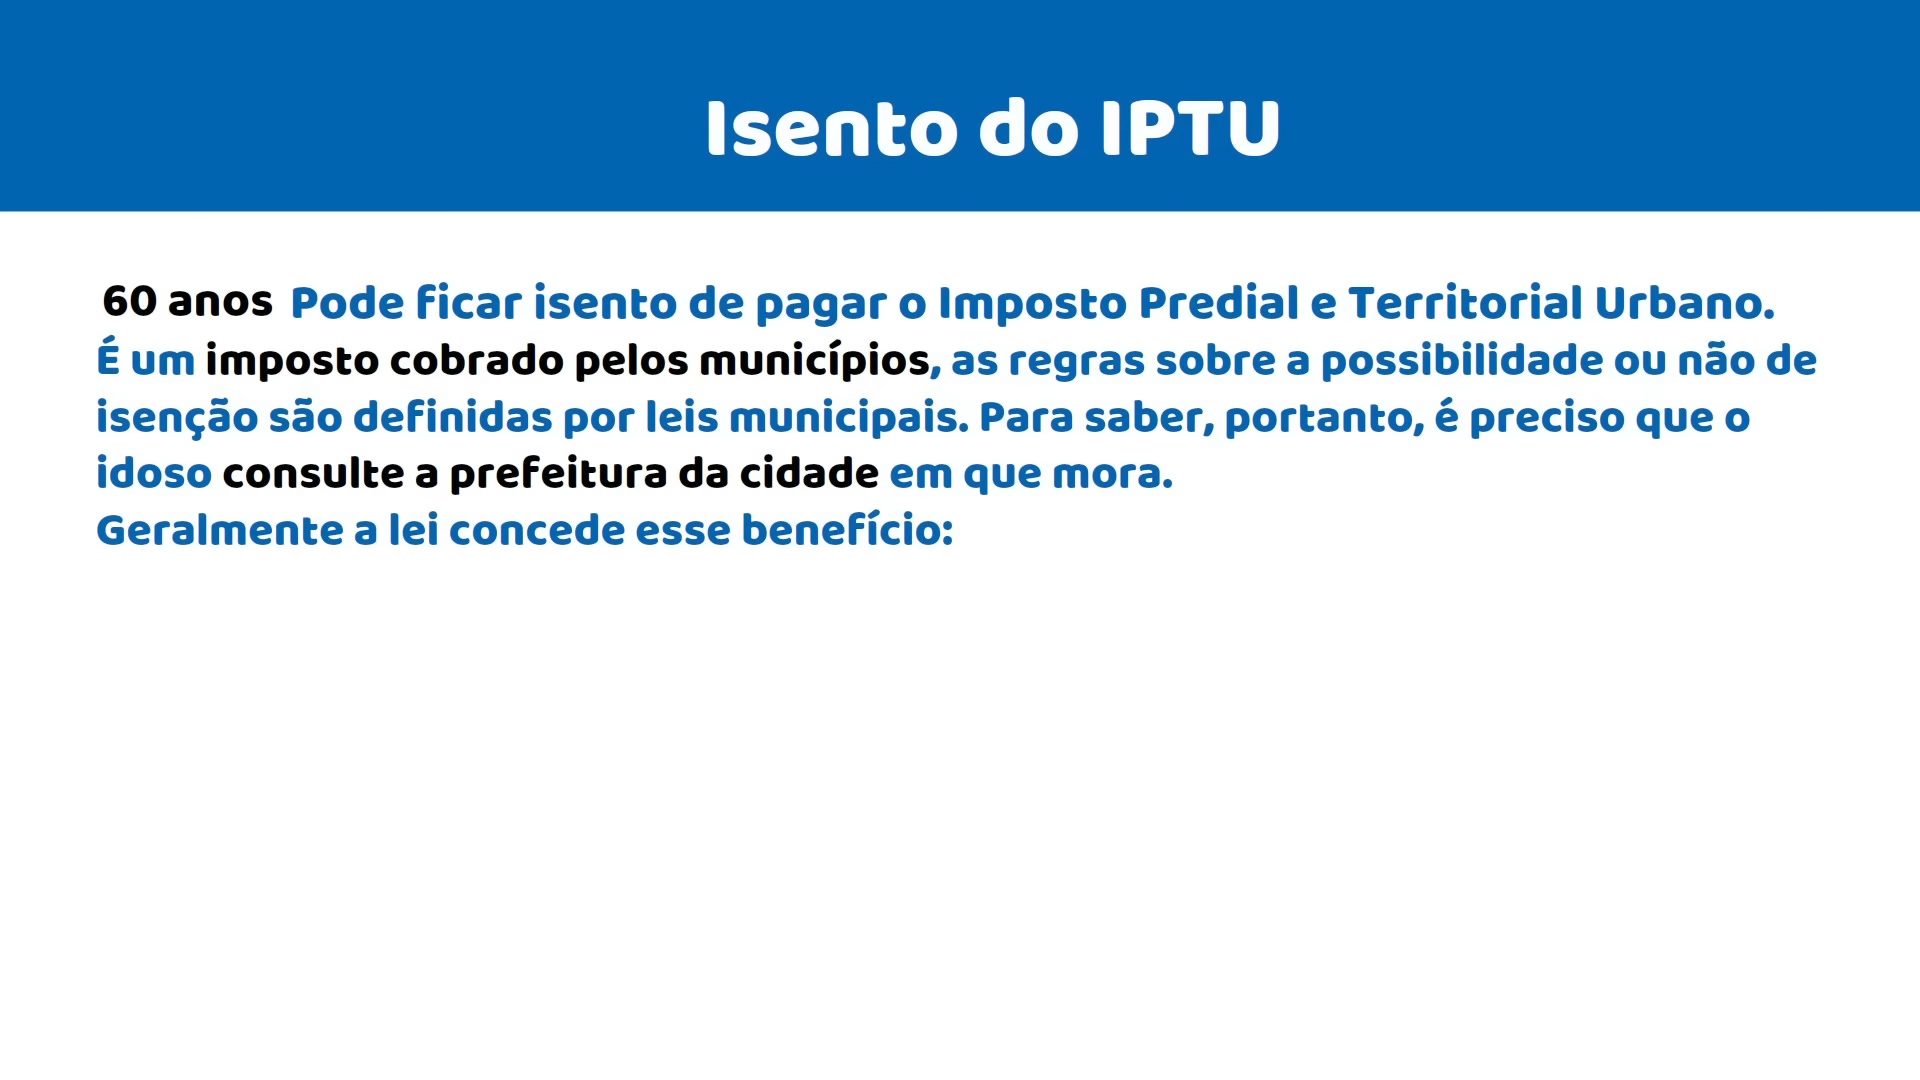 Isento do IPTU
60 anos Pode ficar isento de pagar o Imposto Predial e Territorial Urbano.
É um imposto cobrado pelos municípios, as regras sobre a possibilidade ou não de
isenção são definidas por leis municipais. Para saber, portanto, é preciso que o
idoso consulte a prefeitura da cidade em que mora.
Geralmente a lei concede esse benefício: